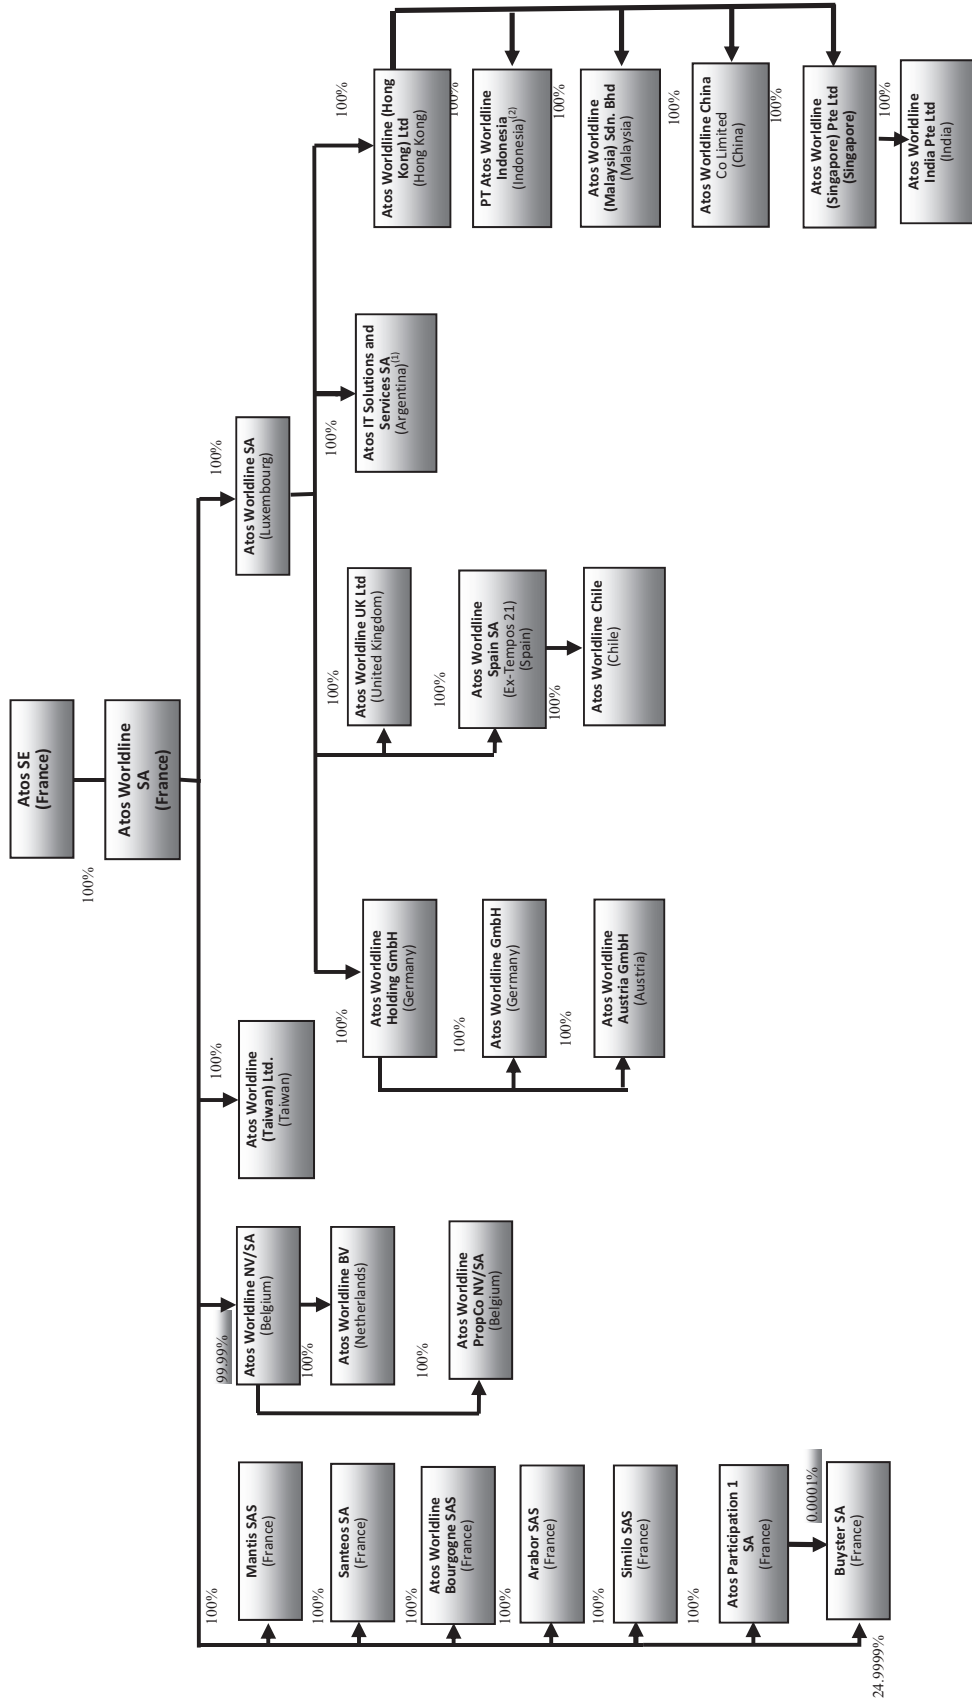 Atos SE
(France)
100%
Atos Worldline
SA
(France)
100%
Mantis SAS
(France)
100%
Santeos SA
(France)
100%
Atos Worldline
Bourgogne SAS
(France)
100%
Arabor SAS
(France)
100%
Similo SAS
(France)
100%
Atos Participation 1
SA
(France)
0.0001%
24.9999%
Buyster SA
(France)
99.99%
Atos Worldline NV/SA
(Belgium)
100%
Atos Worldline BV
(Netherlands)
100%
Atos Worldline
PropCo NV/SA
(Belgium)
100%
Atos Worldline
(Taiwan) Ltd.
(Taiwan)
100%
Atos Worldline SA
(Luxembourg)
100%
Atos Worldline
Holding GmbH
(Germany)
100%
Atos Worldline GmbH
(Germany)
100%
Atos Worldline
Austria GmbH
(Austria)
100%
Atos Worldline UK Ltd
(United Kingdom)
100%
Atos Worldline
Spain SA
(Ex-Tempos 21)
(Spain)
100%
Atos Worldline Chile
(Chile)
100%
Atos IT Solutions and
Services SA
(Argentina)(1)
100%
Atos Worldline (Hong
Kong) Ltd
(Hong Kong)
100%
PT Atos Worldline
Indonesia
(Indonesia)(2)
100%
Atos Worldline
(Malaysia) Sdn. Bhd
(Malaysia)
100%
Atos Worldline China
Co Limited
(China)
100%
Atos Worldline
(Singapore) Pte Ltd
(Singapore)
100%
Atos Worldline
India Pte Ltd
(India)